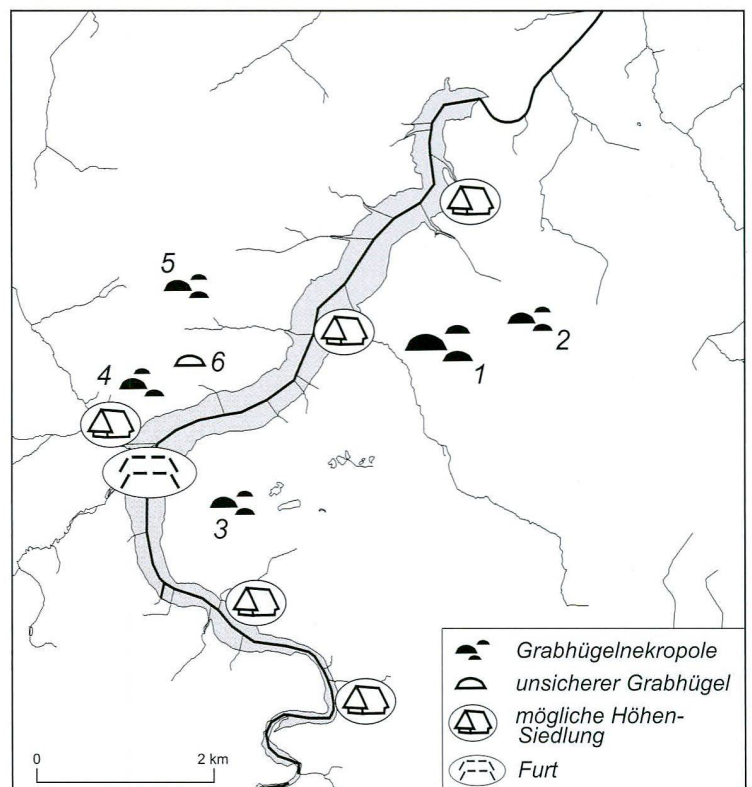 5
2
1
6
4
3
Grabhügelnekropole
unsicherer Grabhügel
mögliche Höhen-
Siedlung
Furt
0 2 km